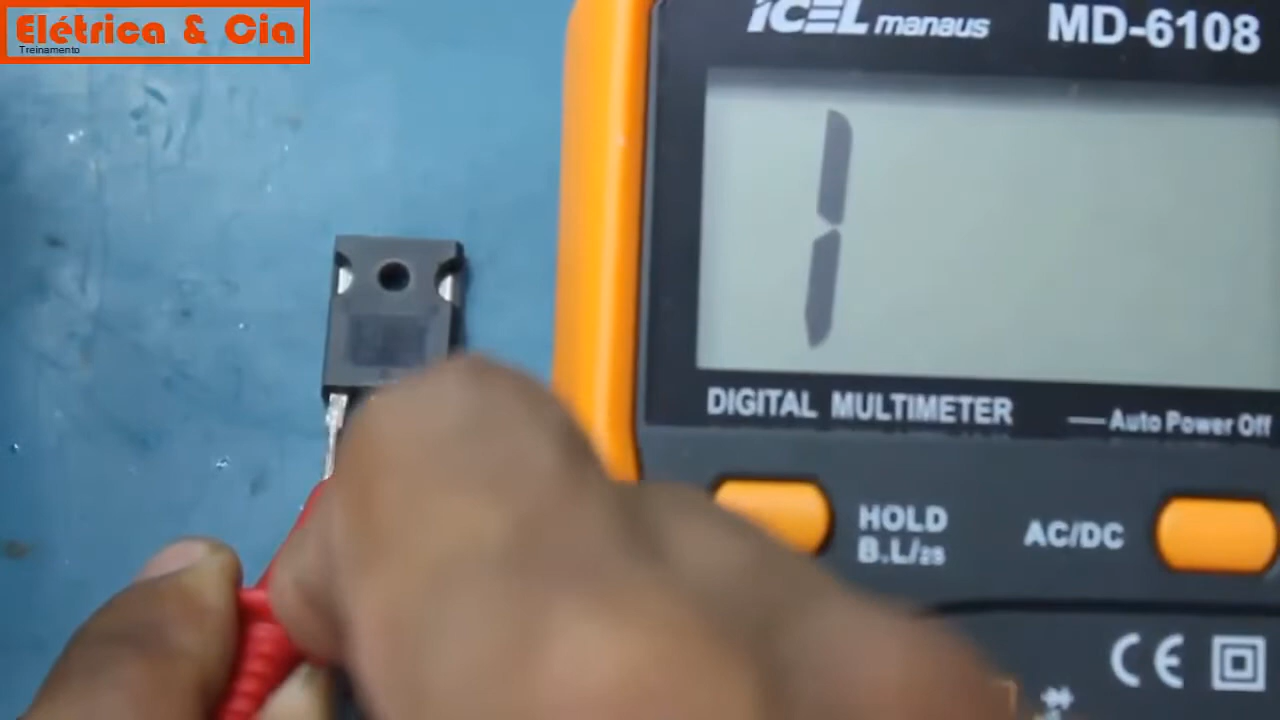 Elétrica & Cia
Treinamento
ICEL manaus
MD-6108
1
DIGITAL MULTIMETER
Auto Power Off
HOLD
B.L/2S
AC/DC
CE